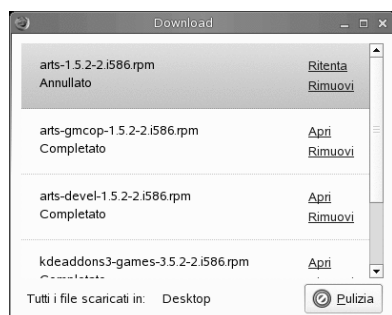 Download
arts-1.5.2-2.i586.rpm Ritenta
Annullato Rimuovi
arts-gmcop-1.5.2-2.i586.rpm Apri
Completato Rimuovi
arts-devel-1.5.2-2.i586.rpm Apri
Completato Rimuovi
kdeaddons3-games-3.5.2-2.i586.rpm Apri
Completato
Tutti i file scaricati in: Desktop Pulizia